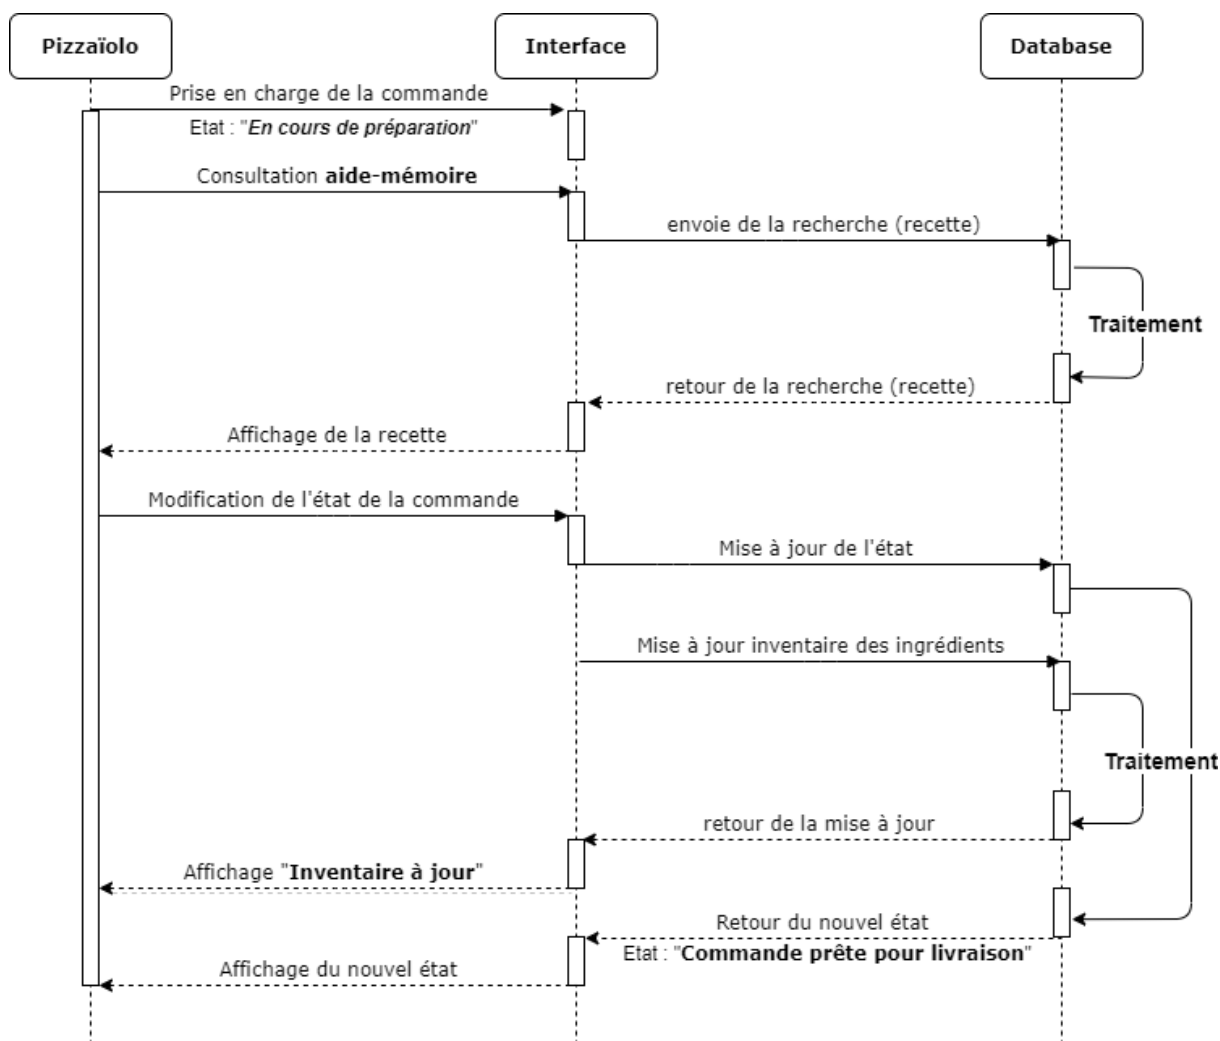 Pizzaïolo
Interface
Database
Prise en charge de la commande
Etat : "En cours de préparation"
Consultation aide-mémoire
envoie de la recherche (recette)
Traitement
retour de la recherche (recette)
Affichage de la recette
Modification de l'état de la commande
Mise à jour de l'état
Mise à jour inventaire des ingrédients
Traitement
retour de la mise à jour
Affichage "Inventaire à jour"
Retour du nouvel état
Etat : "Commande prête pour livraison"
Affichage du nouvel état